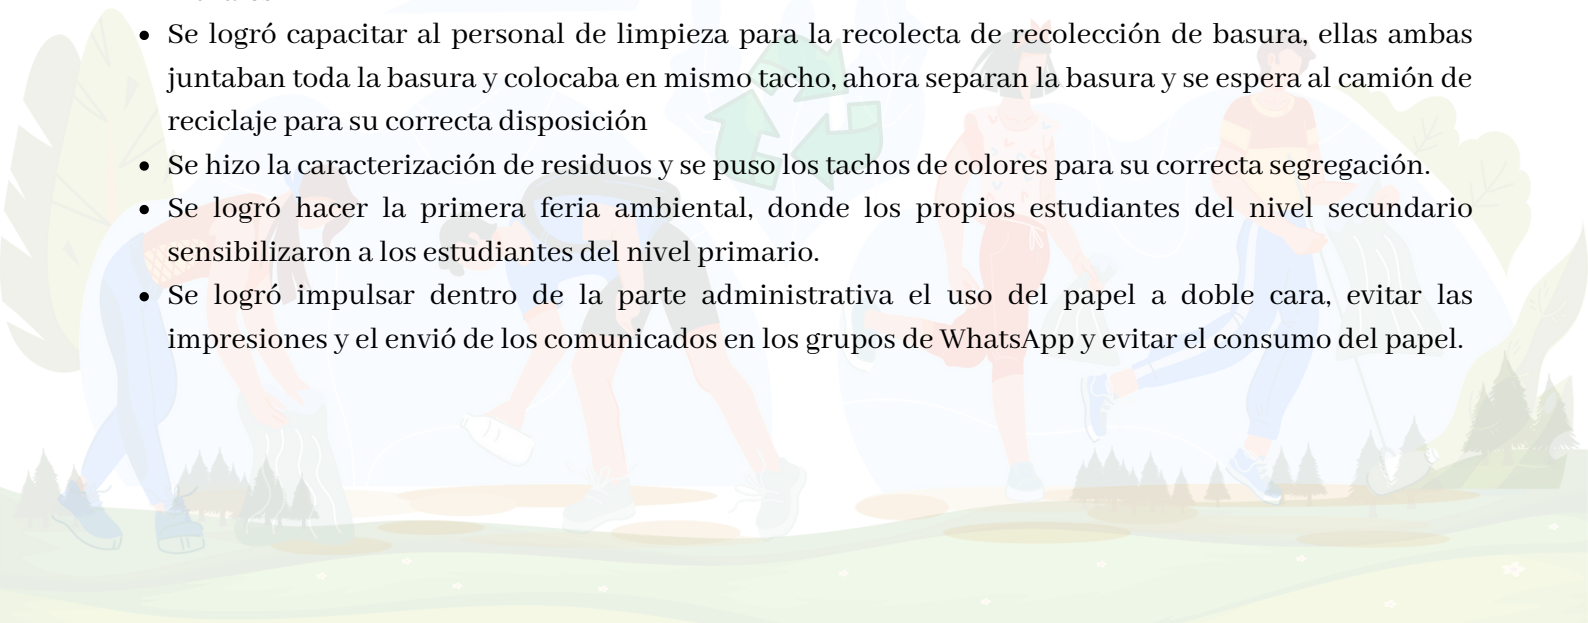 • Se logró capacitar al personal de limpieza para la recolecta de recolección de basura, ellas ambas
juntaban toda la basura y colocaba en mismo tacho, ahora separan la basura y se espera al camión de
reciclaje para su correcta disposición
• Se hizo la caracterización de residuos y se puso los tachos de colores para su correcta segregación.
• Se logró hacer la primera feria ambiental, donde los propios estudiantes del nivel secundario
sensibilizaron a los estudiantes del nivel primario.
• Se logró impulsar dentro de la parte administrativa el uso del papel a doble cara, evitar las
impresiones y el envió de los comunicados en los grupos de WhatsApp y evitar el consumo del papel.